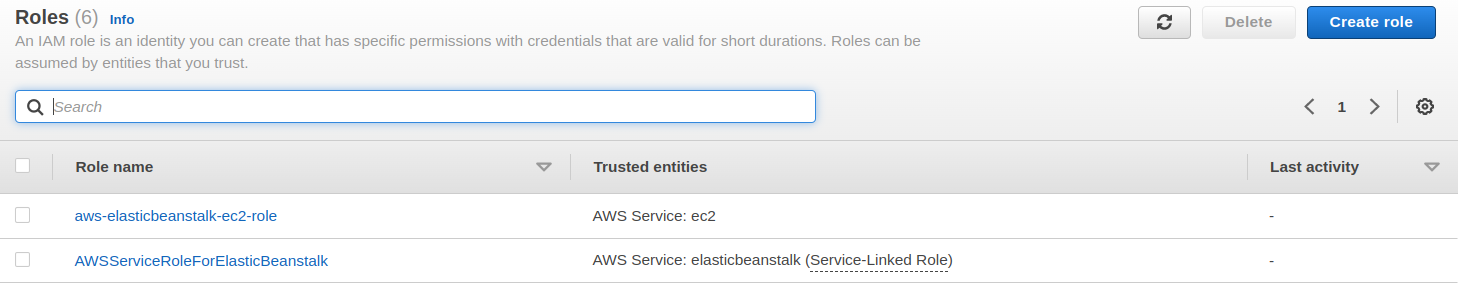 Roles (6) Info
Delete
Create role
An IAM role is an identity you can create that has specific permissions with credentials that are valid for short durations. Roles can be
assumed by entities that you trust.
Search
1
Role name Trusted entities Last activity
aws-elasticbeanstalk-ec2-role AWS Service: ec2 -
AWSServiceRoleForElasticBeanstalk AWS Service: elasticbeanstalk (Service-Linked Role) -